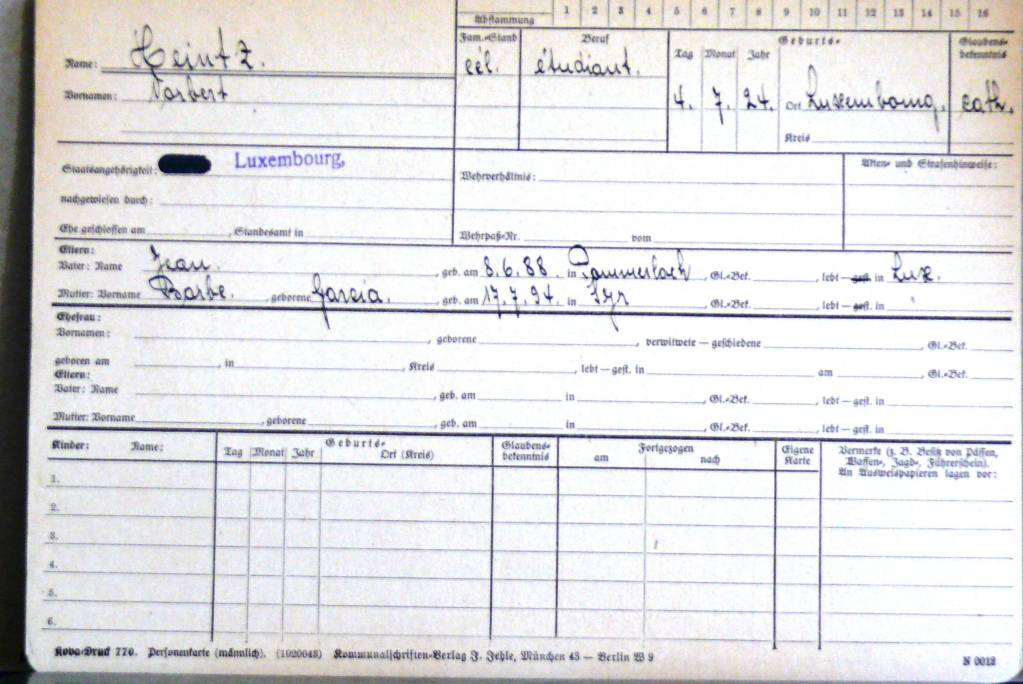 Abstammung 1 2 3 4 5 6 7 8 9 10 11 12 13 14 15 16
Fam.-Stand Beruf Geburts- Glaubens-
bekenntnis
Tag Monat Jahr
Name: Heintz. cél. étudiant.
Vornamen: Norbert 4. 7. 24. Ort Luxembourg. cath.
Kreis
Staatsangehörigkeit: Luxembourg, Wehrverhältnis: Akten- und Strafenhinweise:
nachgewiesen durch:
Ehe geschlossen am , Standesamt in Wehrpaß-Nr. vom
Eltern:
Vater: Name Jean. , geb. am 8.6.88. in Pommerloch , Gl.-Bek. , lebt — gest. in Lux.
Mutter: Vorname Barbe. , geborene Garcia. , geb. am 17.7.94. in Syr , Gl.-Bek. , lebt — gest. in
Ehefrau:
Vornamen: , geborene , verwitwete — geschiedene , Gl.-Bek.
geboren am , in , Kreis , lebt — gest. in am , Gl.-Bek.
Eltern:
Vater: Name , geb. am in , Gl.-Bek. , lebt — gest. in
Mutter: Vorname , geborene , geb. am in , Gl.-Bek. , lebt — gest. in
Kinder: Name: Geburts- Glaubens-
bekenntnis Fortgezogen Eigene
Karte Vermerke (z. B. Besitz von Pässen,
Waffen-, Jagd-, Führerschein).
An Ausweispapieren lagen vor:
Tag Monat Jahr Ort (Kreis) am nach
1.
2.
3.
4.
5.
6.
Kova-Druck 770. Personenkarte (männlich). (1020043) Kommunalschriften-Verlag J. Jehle, München 43 — Berlin W 9 N 0012